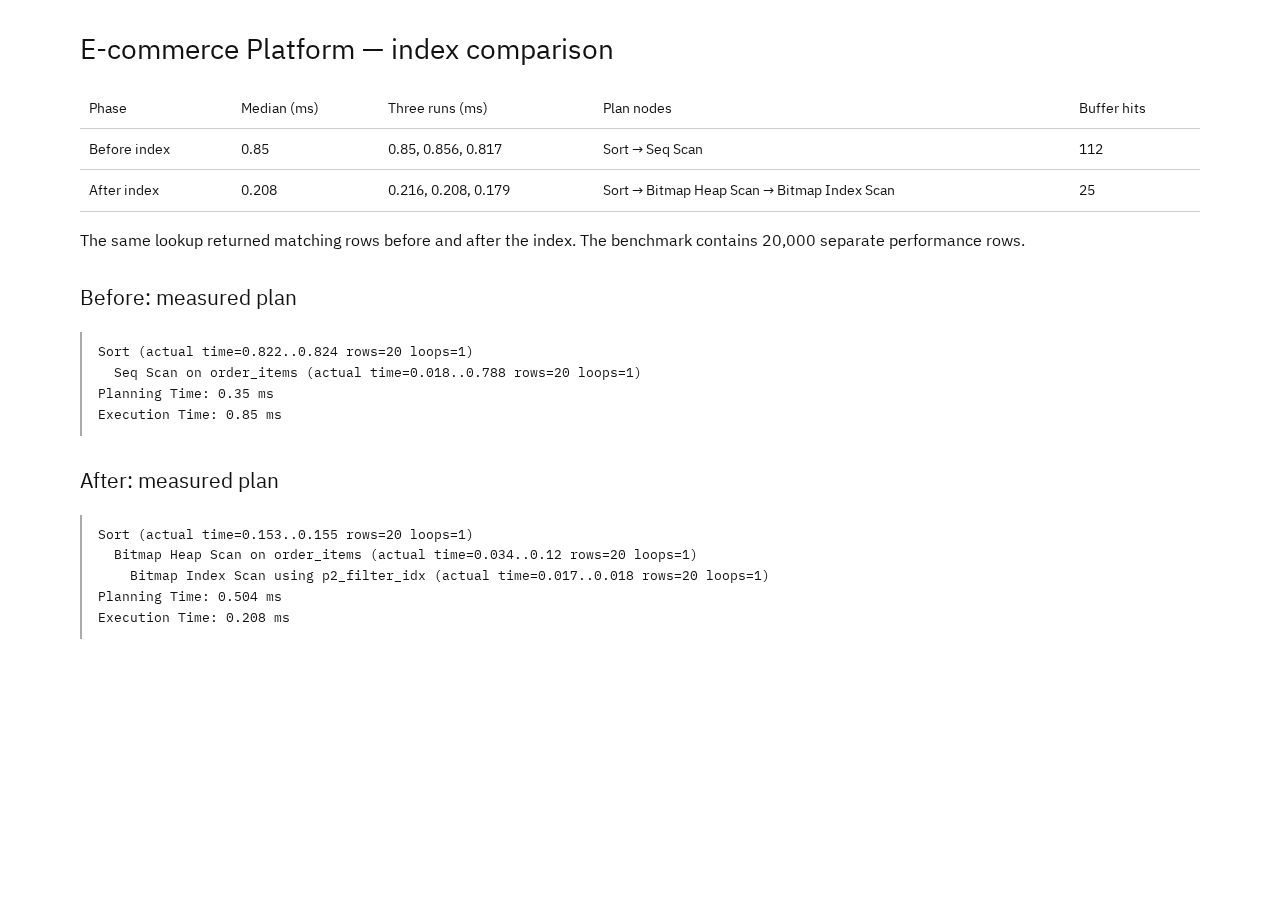 E-commerce Platform — index comparison
Phase Median (ms) Three runs (ms) Plan nodes Buffer hits
Before index 0.85 0.85, 0.856, 0.817 Sort → Seq Scan 112
After index 0.208 0.216, 0.208, 0.179 Sort → Bitmap Heap Scan → Bitmap Index Scan 25
The same lookup returned matching rows before and after the index. The benchmark contains 20,000 separate performance rows.
Before: measured plan
Sort (actual time=0.822..0.824 rows=20 loops=1)
  Seq Scan on order_items (actual time=0.018..0.788 rows=20 loops=1)
Planning Time: 0.35 ms
Execution Time: 0.85 ms
After: measured plan
Sort (actual time=0.153..0.155 rows=20 loops=1)
  Bitmap Heap Scan on order_items (actual time=0.034..0.12 rows=20 loops=1)
    Bitmap Index Scan using p2_filter_idx (actual time=0.017..0.018 rows=20 loops=1)
Planning Time: 0.504 ms
Execution Time: 0.208 ms